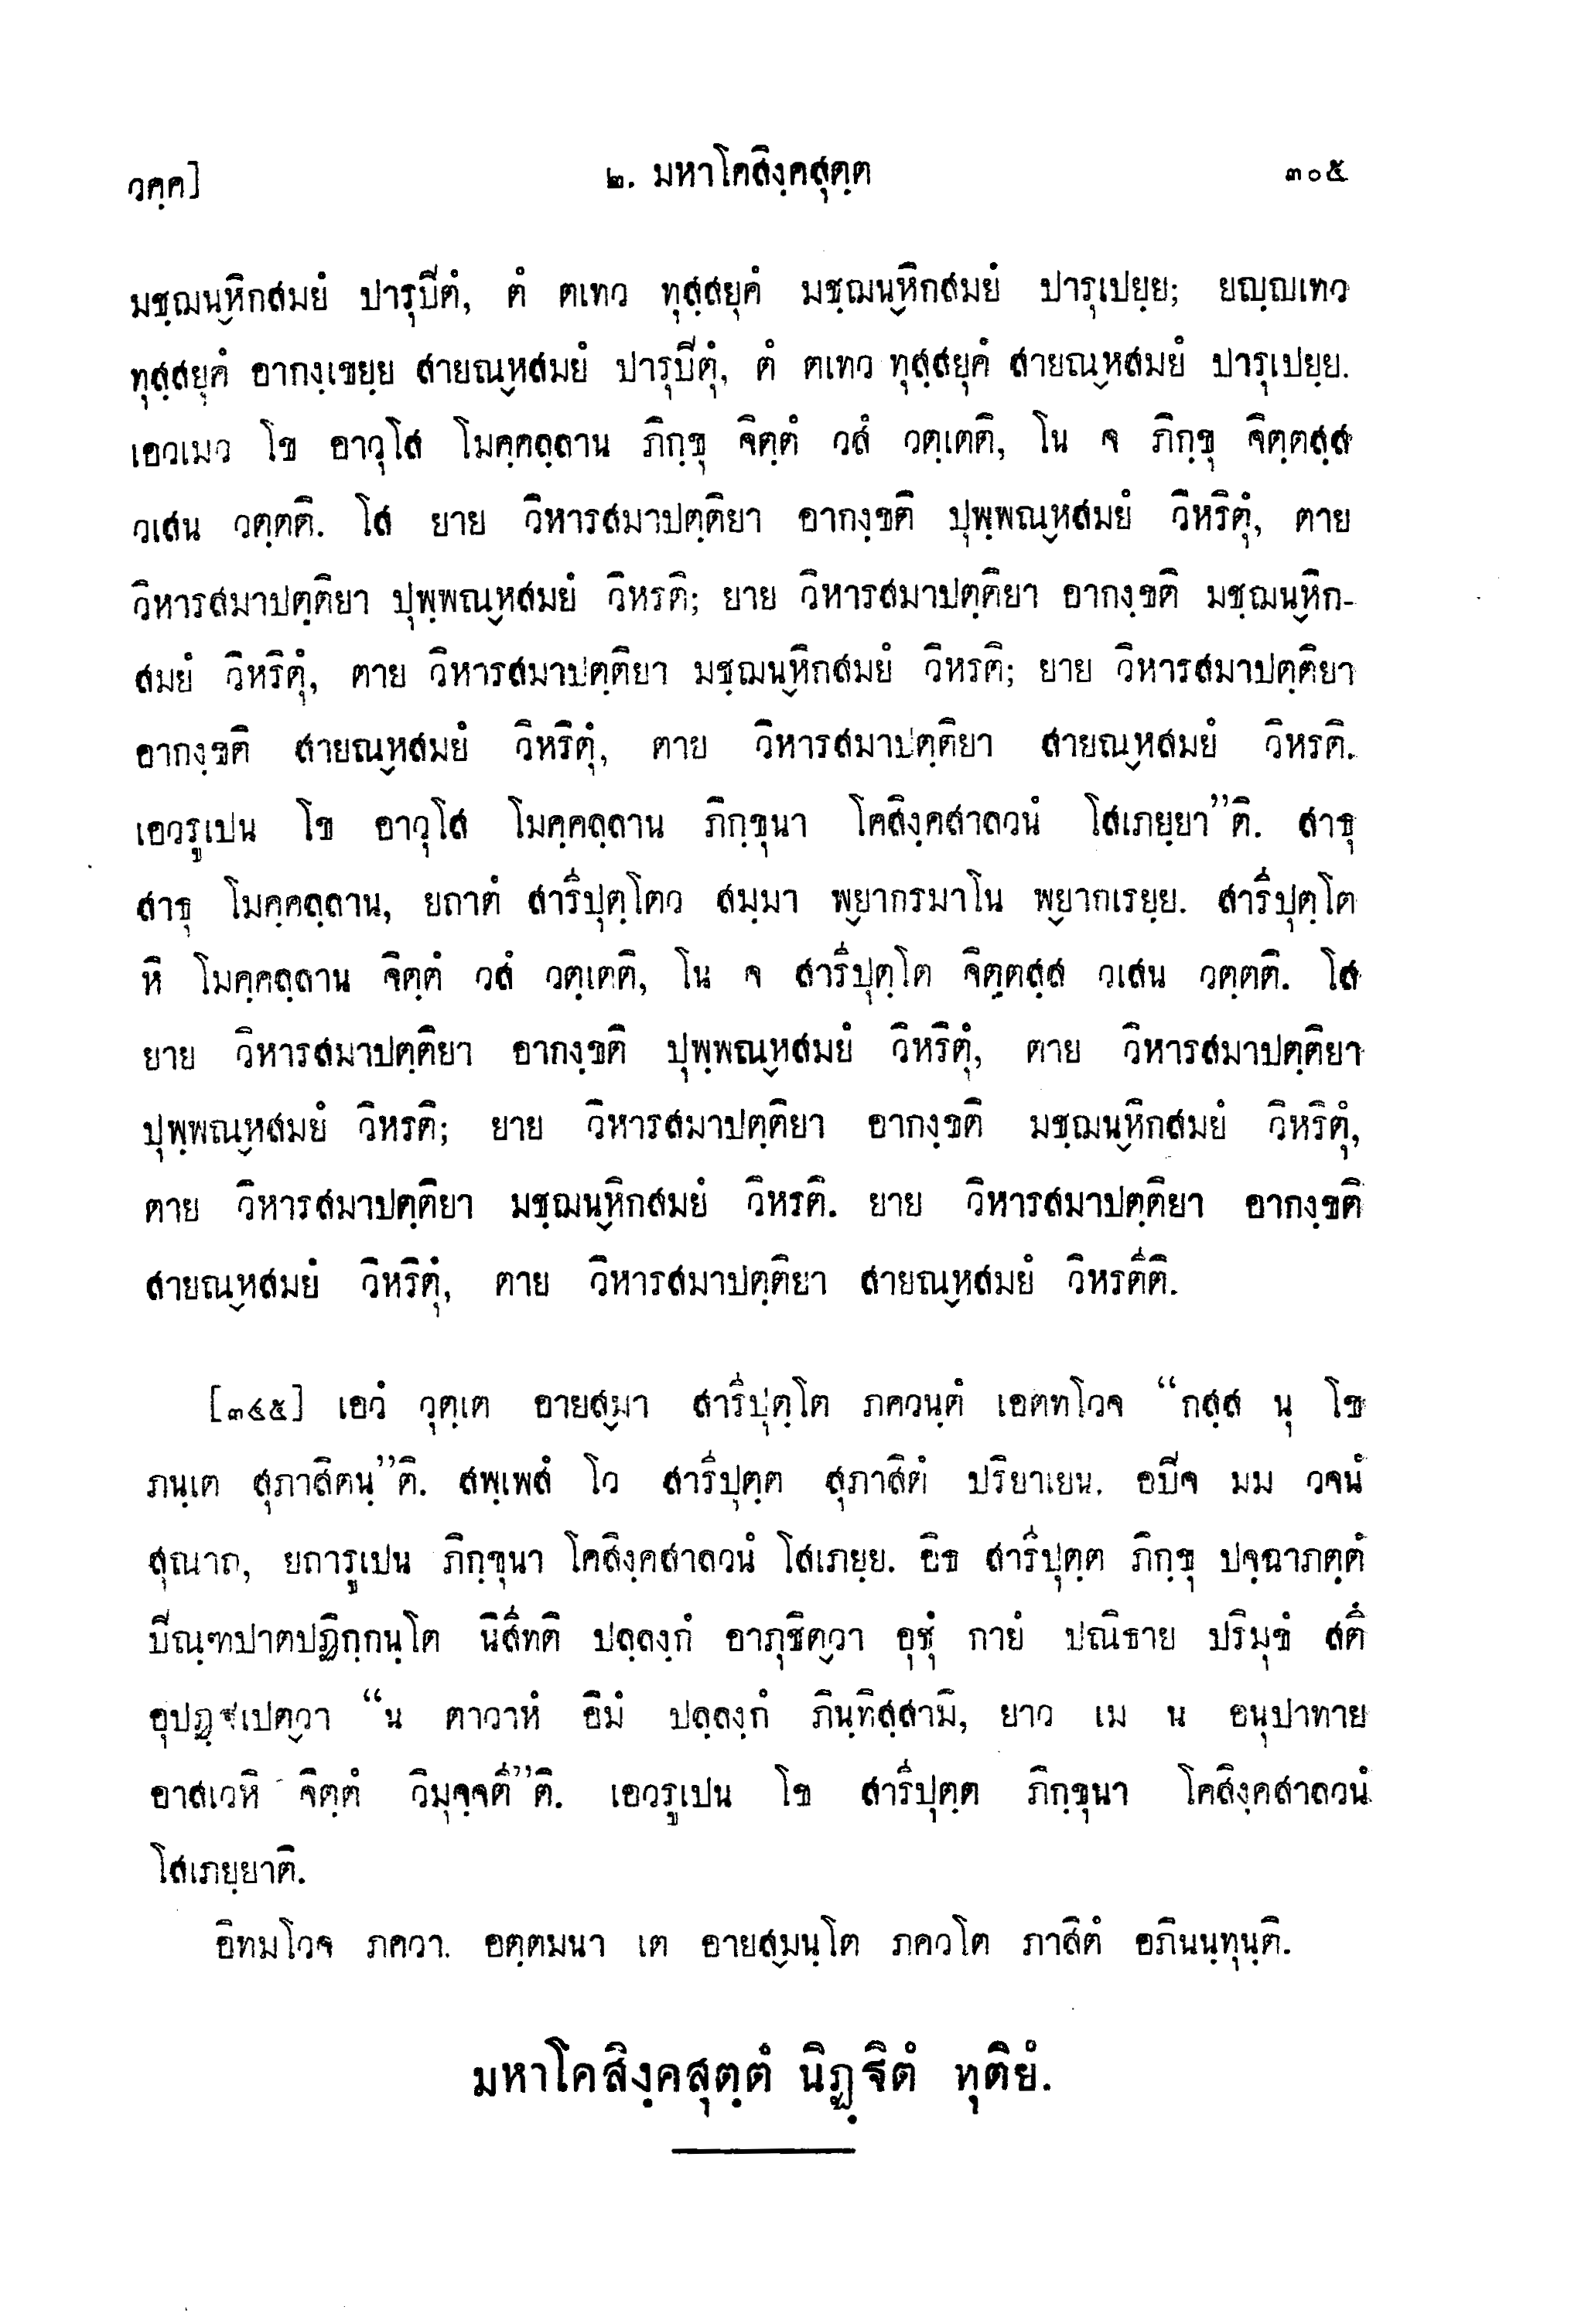 วคฺค]
๒. มหาโคสิงฺคสุตฺต
๓๐๕
มชฺฌนฺหิกสมยํ ปารุปิตํ, ตํ ตเทว ทุสฺสยุคํ มชฺฌนฺหิกสมยํ ปารุเปยฺย; ยญฺญเทว
ทุสฺสยุคํ อากงฺเขยฺย สายณฺหสมยํ ปารุปิตุํ, ตํ ตเทว ทุสฺสยุคํ สายณฺหสมยํ ปารุเปยฺย.
เอวเมว โข อาวุโส โมคฺคลฺลาน ภิกฺขุ จิตฺตํ วสํ วตฺเตติ, โน จ ภิกฺขุ จิตฺตสฺส
วเสน วตฺตติ. โส ยาย วิหารสมาปตฺติยา อากงฺขติ ปุพฺพณฺหสมยํ วิหริตุํ, ตาย
วิหารสมาปตฺติยา ปุพฺพณฺหสมยํ วิหรติ; ยาย วิหารสมาปตฺติยา อากงฺขติ มชฺฌนฺหิก-
สมยํ วิหริตุํ, ตาย วิหารสมาปตฺติยา มชฺฌนฺหิกสมยํ วิหรติ; ยาย วิหารสมาปตฺติยา
อากงฺขติ สายณฺหสมยํ วิหริตุํ, ตาย วิหารสมาปตฺติยา สายณฺหสมยํ วิหรติ.
เอวรูเปน โข อาวุโส โมคฺคลฺลาน ภิกฺขุนา โคสิงฺคสาลวนํ โสเภยฺยา”ติ. สาธุ
สาธุ โมคฺคลฺลาน, ยถาตํ สารีปุตฺโตว สมฺมา พฺยากรมาโน พฺยากเรยฺย. สารีปุตฺโต
หิ โมคฺคลฺลาน จิตฺตํ วสํ วตฺเตติ, โน จ สารีปุตฺโต จิตฺตสฺส วเสน วตฺตติ. โส
ยาย วิหารสมาปตฺติยา อากงฺขติ ปุพฺพณฺหสมยํ วิหริตุํ, ตาย วิหารสมาปตฺติยา
ปุพฺพณฺหสมยํ วิหรติ; ยาย วิหารสมาปตฺติยา อากงฺขติ มชฺฌนฺหิกสมยํ วิหริตุํ,
ตาย วิหารสมาปตฺติยา มชฺฌนฺหิกสมยํ วิหรติ. ยาย วิหารสมาปตฺติยา อากงฺขติ
สายณฺหสมยํ วิหริตุํ, ตาย วิหารสมาปตฺติยา สายณฺหสมยํ วิหรตีติ.
[๓๔๕] เอวํ วุตฺเต อายสฺมา สารีปุตฺโต ภควนฺตํ เอตทโวจ “กสฺส นุ โข
ภนฺเต สุภาสิตนฺ”ติ. สพฺเพสํ โว สารีปุตฺต สุภาสิตํ ปริยาเยน. อปิจ มม วจนํ
สุณาถ, ยถารูเปน ภิกฺขุนา โคสิงฺคสาลวนํ โสเภยฺย. อิธ สารีปุตฺต ภิกฺขุ ปจฺฉาภตฺตํ
ปิณฺฑปาตปฏิกฺกนฺโต นิสีทติ ปลฺลงฺกํ อาภุชิตฺวา อุชุํ กายํ ปณิธาย ปริมุขํ สตึ
อุปฏฺฐเปตฺวา “น ตาวาหํ อิมํ ปลฺลงฺกํ ภินฺทิสฺสามิ, ยาว เม น อนุปาทาย
อาสเวหิ จิตฺตํ วิมุจฺจตี”ติ. เอวรูเปน โข สารีปุตฺต ภิกฺขุนา โคสิงฺคสาลวนํ
โสเภยฺยาติ.
อิทมโวจ ภควา. อตฺตมนา เต อายสฺมนฺโต ภควโต ภาสิตํ อภินนฺทุนฺติ.
มหาโคสิงฺคสุตฺตํ นิฏฺฐิตํ ทุติยํ.